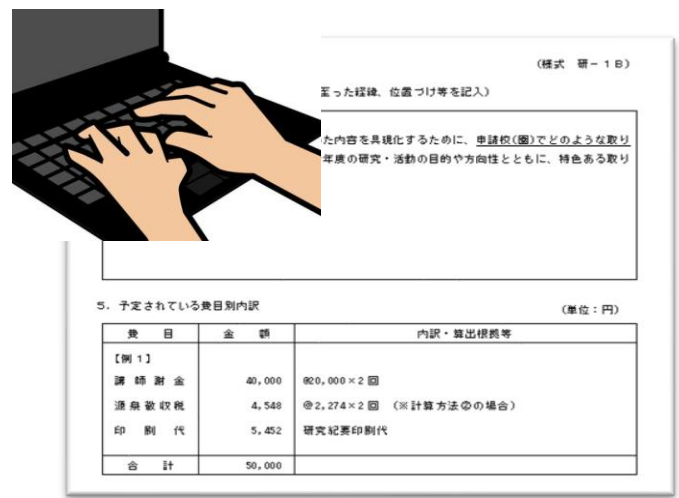 (様式 研-1B)
至った経緯、位置づけ等を記入)
た内容を具現化するために、申請校(園)でどのような取り
年度の研究・活動の目的や方向性とともに、特色ある取り
5. 予定されている費目別内訳
(単位:円)
費 目 金 額 内訳・算出根拠等
【例1】
講師謝金 40,000 @20,000×2回
源泉徴収税 4,548 @2,274×2回 (※計算方法②の場合)
印刷代 5,452 研究紀要印刷代
合 計 50,000